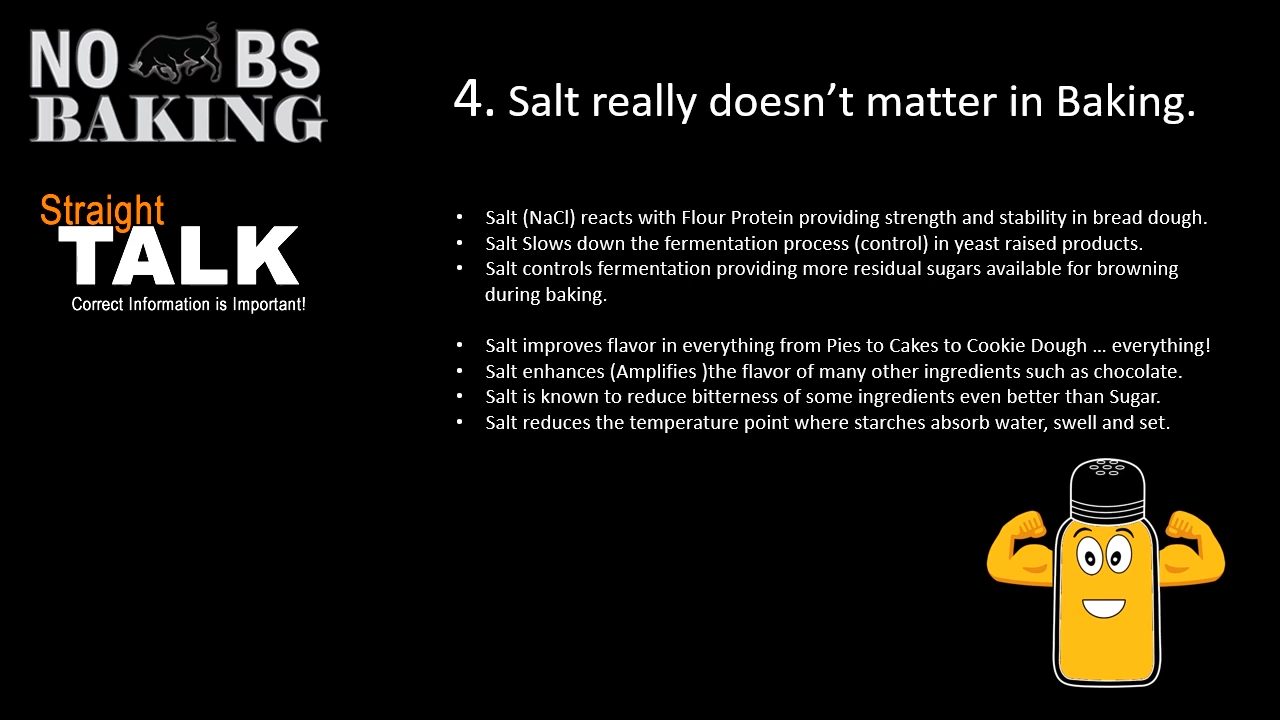 NO BS
BAKING
4. Salt really doesn’t matter in Baking.
Straight
TALK
Correct Information is Important!
• Salt (NaCl) reacts with Flour Protein providing strength and stability in bread dough.
• Salt Slows down the fermentation process (control) in yeast raised products.
• Salt controls fermentation providing more residual sugars available for browning
during baking.
• Salt improves flavor in everything from Pies to Cakes to Cookie Dough … everything!
• Salt enhances (Amplifies )the flavor of many other ingredients such as chocolate.
• Salt is known to reduce bitterness of some ingredients even better than Sugar.
• Salt reduces the temperature point where starches absorb water, swell and set.